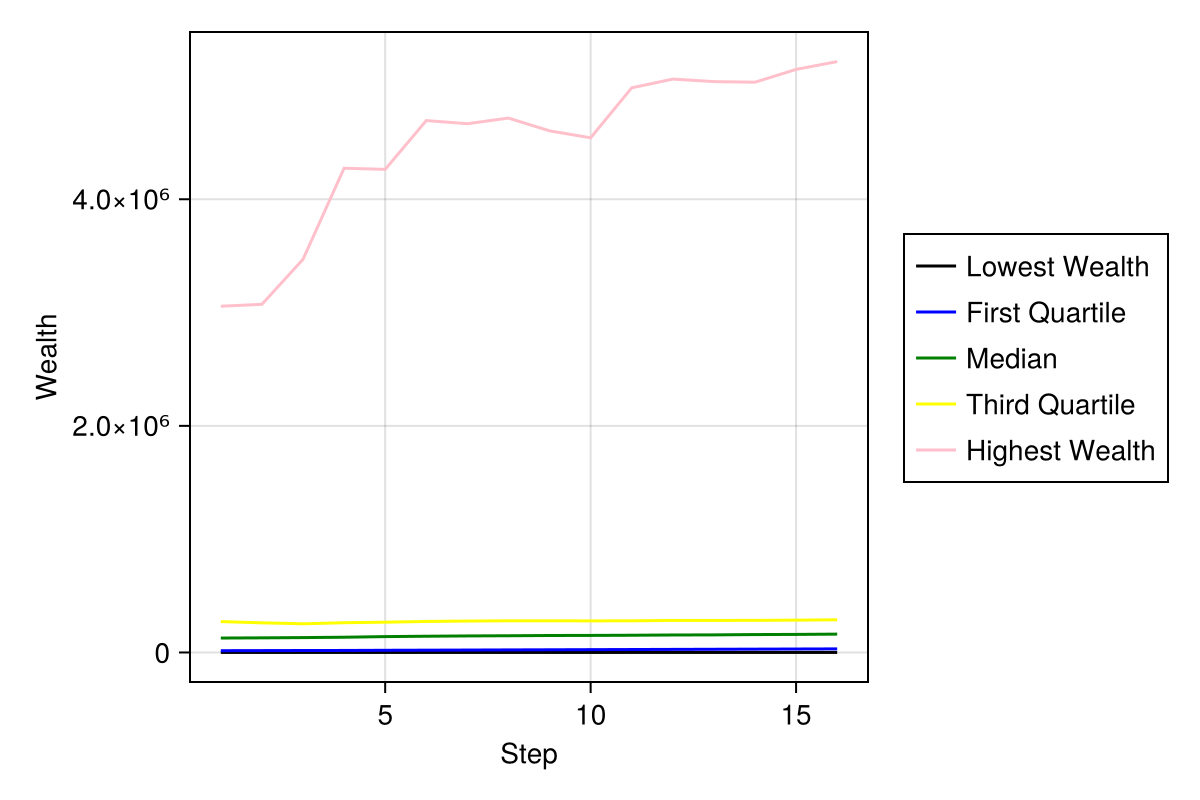 4.0×10⁶
2.0×10⁶
0
Wealth
5
10
15
Step
Lowest Wealth
First Quartile
Median
Third Quartile
Highest Wealth